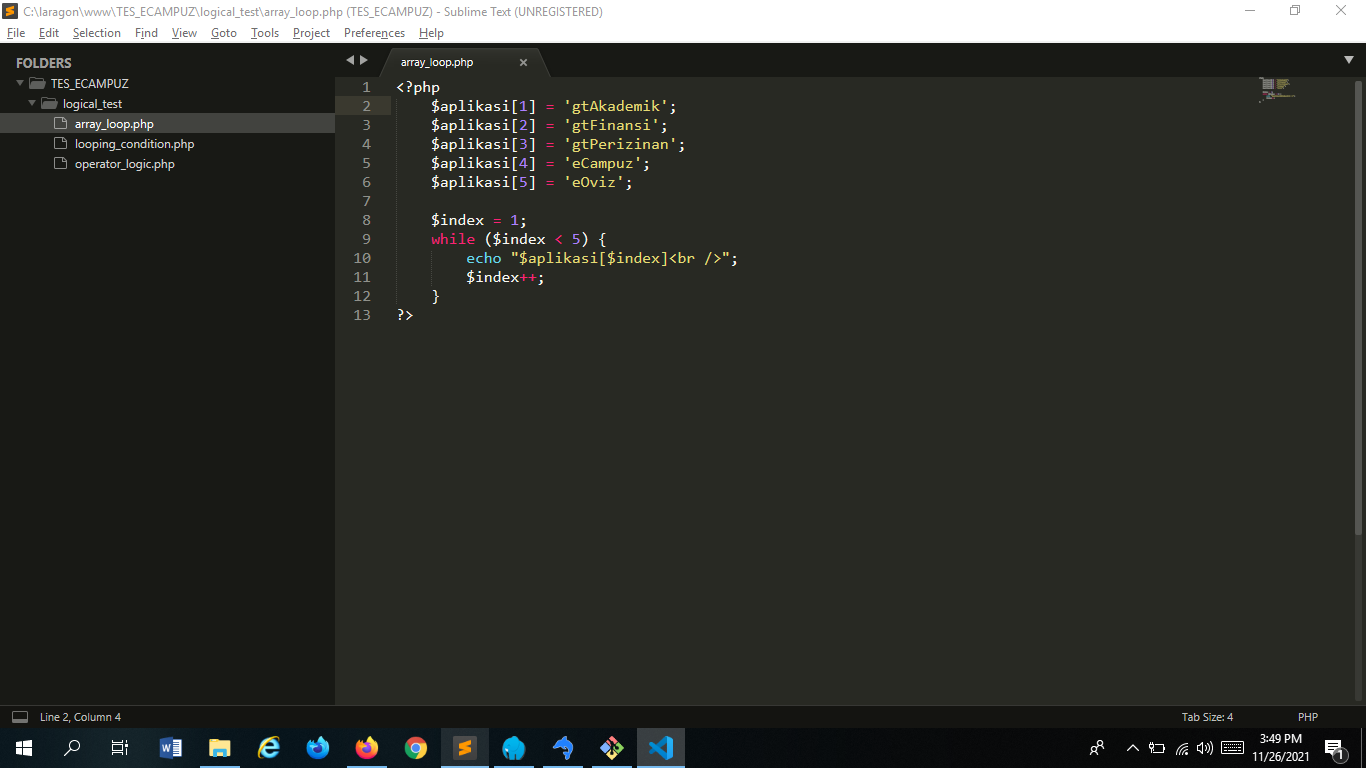 C:\laragon\www\TES_ECAMPUZ\logical_test\array_loop.php (TES_ECAMPUZ) - Sublime Text (UNREGISTERED)
File Edit Selection Find View Goto Tools Project Preferences Help
FOLDERS
TES_ECAMPUZ
logical_test
array_loop.php
looping_condition.php
operator_logic.php
array_loop.php
1 <?php
2 $aplikasi[1] = 'gtAkademik';
3 $aplikasi[2] = 'gtFinansi';
4 $aplikasi[3] = 'gtPerizinan';
5 $aplikasi[4] = 'eCampuz';
6 $aplikasi[5] = 'eOviz';
7
8 $index = 1;
9 while ($index < 5) {
10 echo "$aplikasi[$index]<br />";
11 $index++;
12 }
13 ?>
Line 2, Column 4 Tab Size: 4 PHP
3:49 PM
11/26/2021
1